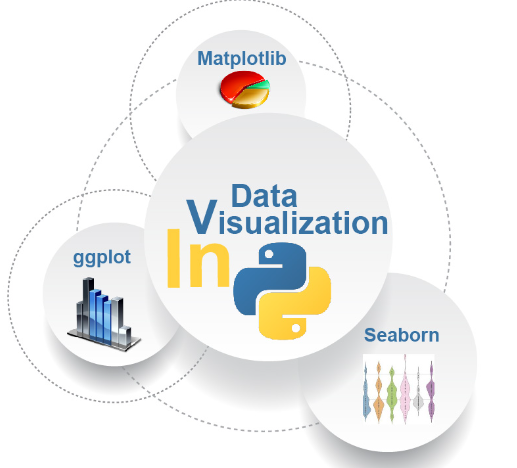 Matplotlib
Data
Visualization
In
ggplot
Seaborn